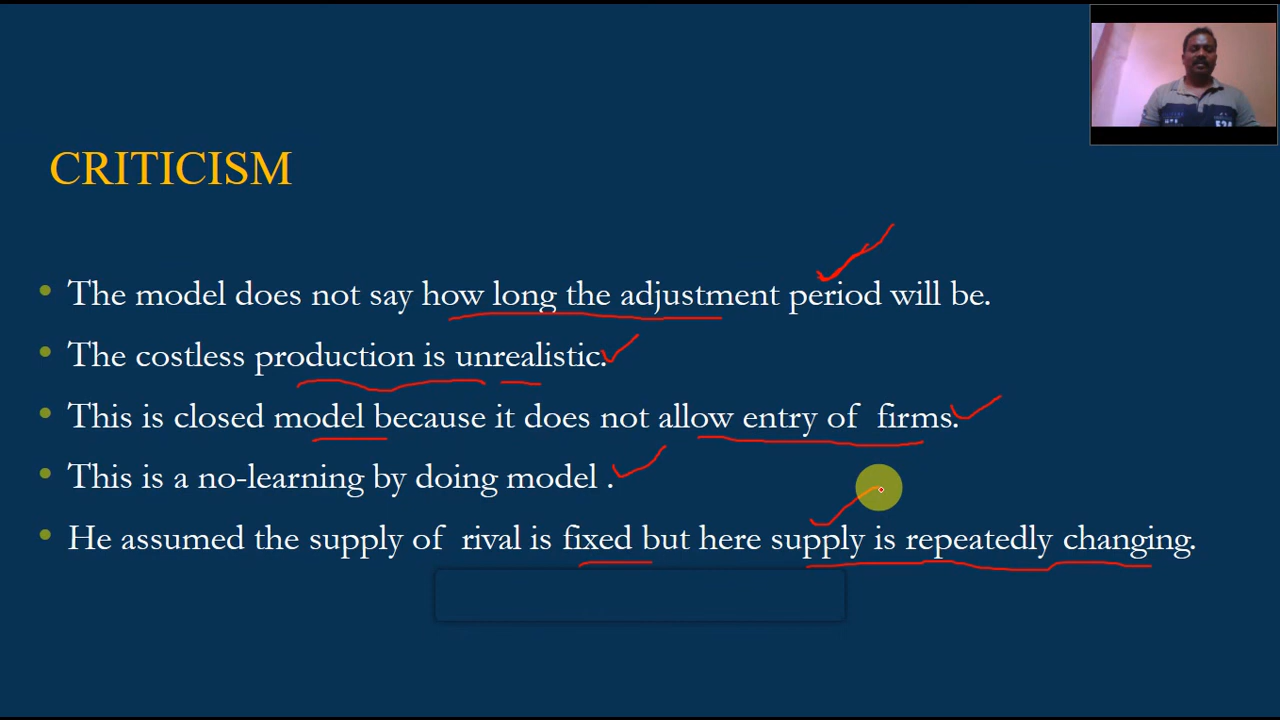 CRITICISM
• The model does not say how long the adjustment period will be.
• The costless production is unrealistic.
• This is closed model because it does not allow entry of firms.
• This is a no-learning by doing model .
• He assumed the supply of rival is fixed but here supply is repeatedly changing.